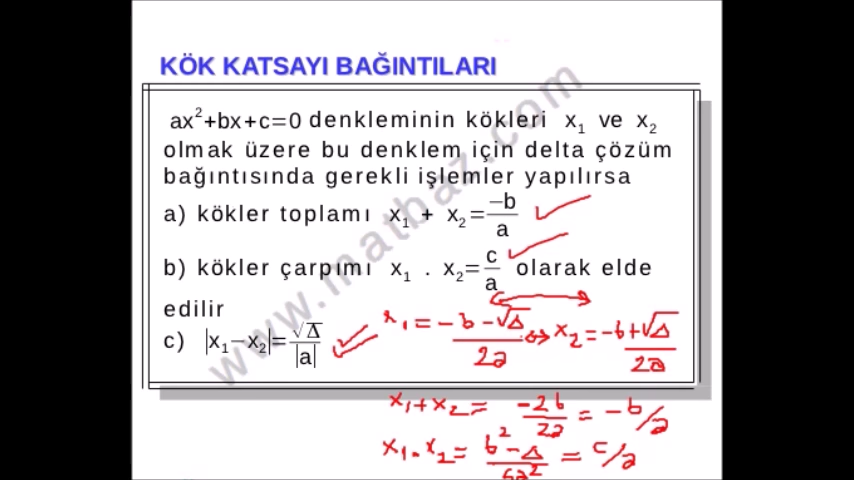 KÖK KATSAYI BAĞINTILARI
ax²+bx+c=0 denkleminin kökleri x₁ ve x₂
olmak üzere bu denklem için delta çözüm
bağıntısında gerekli işlemler yapılırsa
a) kökler toplamı x₁ + x₂=-b/a
b) kökler çarpımı x₁ . x₂=c/a olarak elde
edilir
c) |x₁-x₂|=√Δ/|a|
x₁ = -b-√Δ/2a ⇔ x₂ = -b+√Δ/2a
x₁+x₂ = -2b/2a = -b/a
x₁.x₂ = b²-Δ/ = c/a
www.matbaz.com